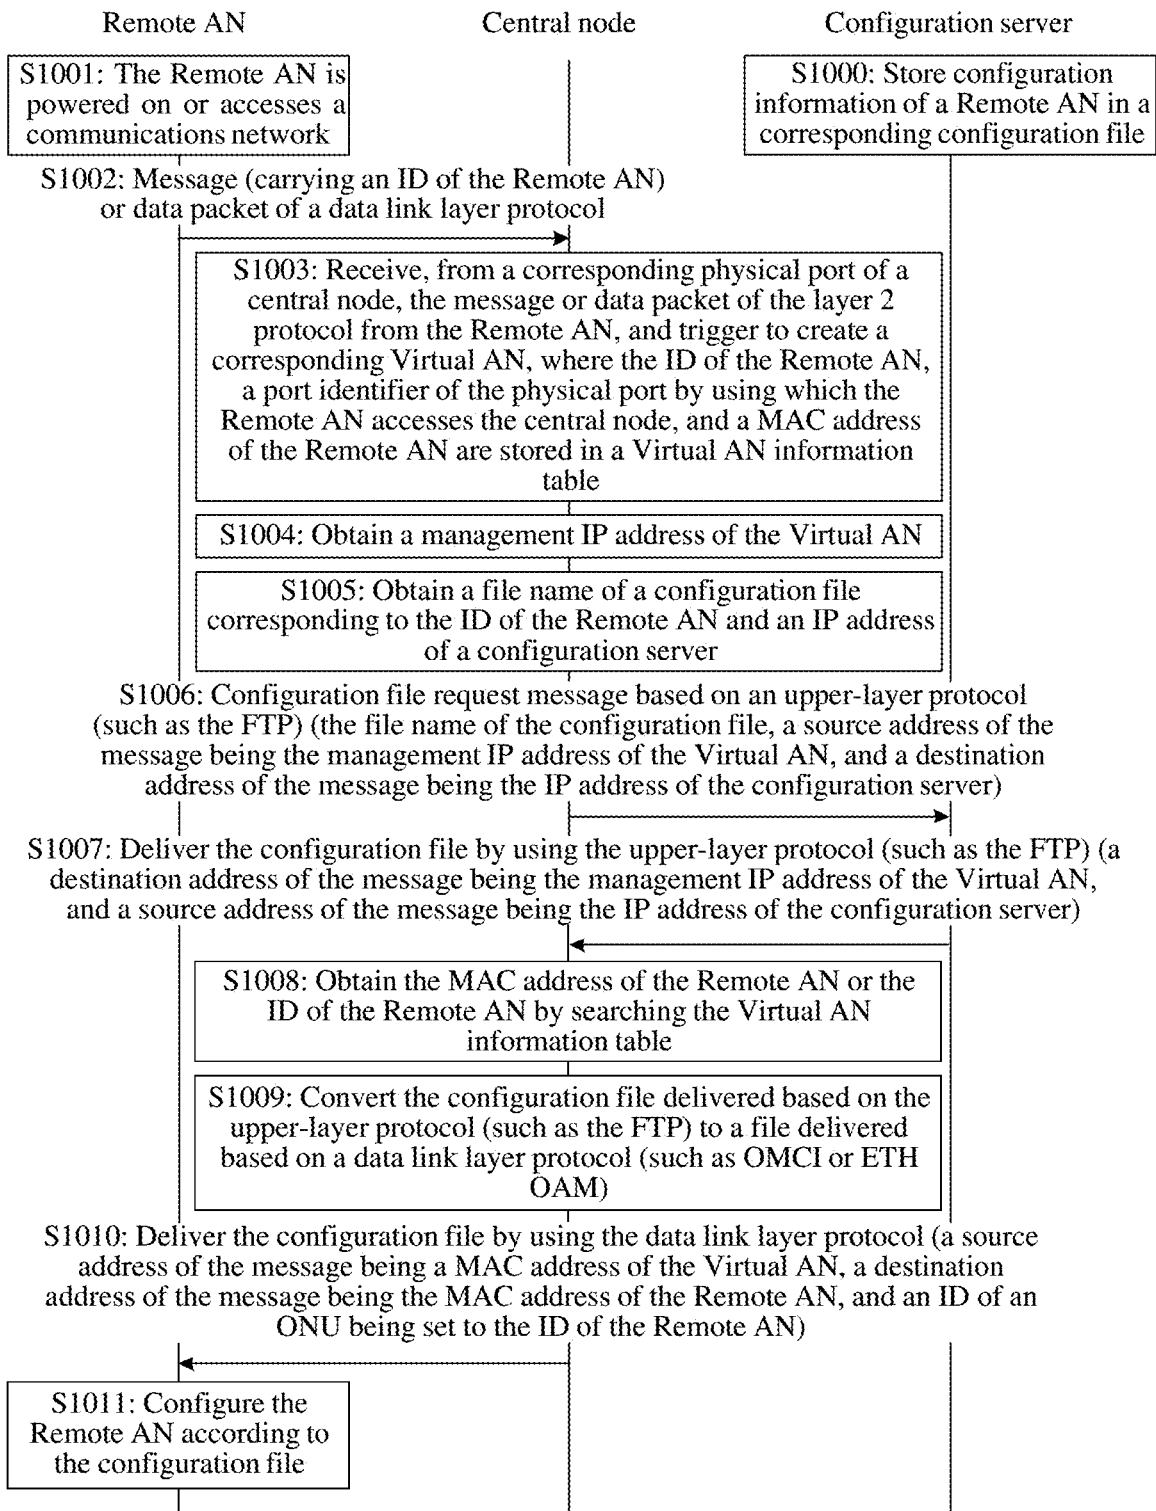 Remote AN
Central node
Configuration server
S1001: The Remote AN is
powered on or accesses a
communications network
S1000: Store configuration
information of a Remote AN in a
corresponding configuration file
S1002: Message (carrying an ID of the Remote AN)
or data packet of a data link layer protocol
S1003: Receive, from a corresponding physical port of a
central node, the message or data packet of the layer 2
protocol from the Remote AN, and trigger to create a
corresponding Virtual AN, where the ID of the Remote AN,
a port identifier of the physical port by using which the
Remote AN accesses the central node, and a MAC address
of the Remote AN are stored in a Virtual AN information
table
S1004: Obtain a management IP address of the Virtual AN
S1005: Obtain a file name of a configuration file
corresponding to the ID of the Remote AN and an IP address
of a configuration server
S1006: Configuration file request message based on an upper-layer protocol
(such as the FTP) (the file name of the configuration file, a source address of the
message being the management IP address of the Virtual AN, and a destination
address of the message being the IP address of the configuration server)
S1007: Deliver the configuration file by using the upper-layer protocol (such as the FTP) (a
destination address of the message being the management IP address of the Virtual AN,
and a source address of the message being the IP address of the configuration server)
S1008: Obtain the MAC address of the Remote AN or the
ID of the Remote AN by searching the Virtual AN
information table
S1009: Convert the configuration file delivered based on the
upper-layer protocol (such as the FTP) to a file delivered
based on a data link layer protocol (such as OMCI or ETH
OAM)
S1010: Deliver the configuration file by using the data link layer protocol (a source
address of the message being a MAC address of the Virtual AN, a destination
address of the message being the MAC address of the Remote AN, and an ID of an
ONU being set to the ID of the Remote AN)
S1011: Configure the
Remote AN according to
the configuration file